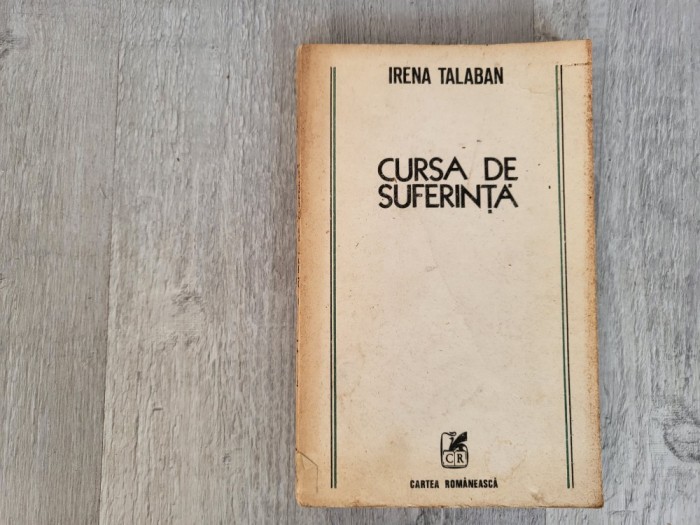 IRENA TALABAN
CURSA DE
SUFERINȚĂ
CR
CARTEA ROMÂNEASCĂ